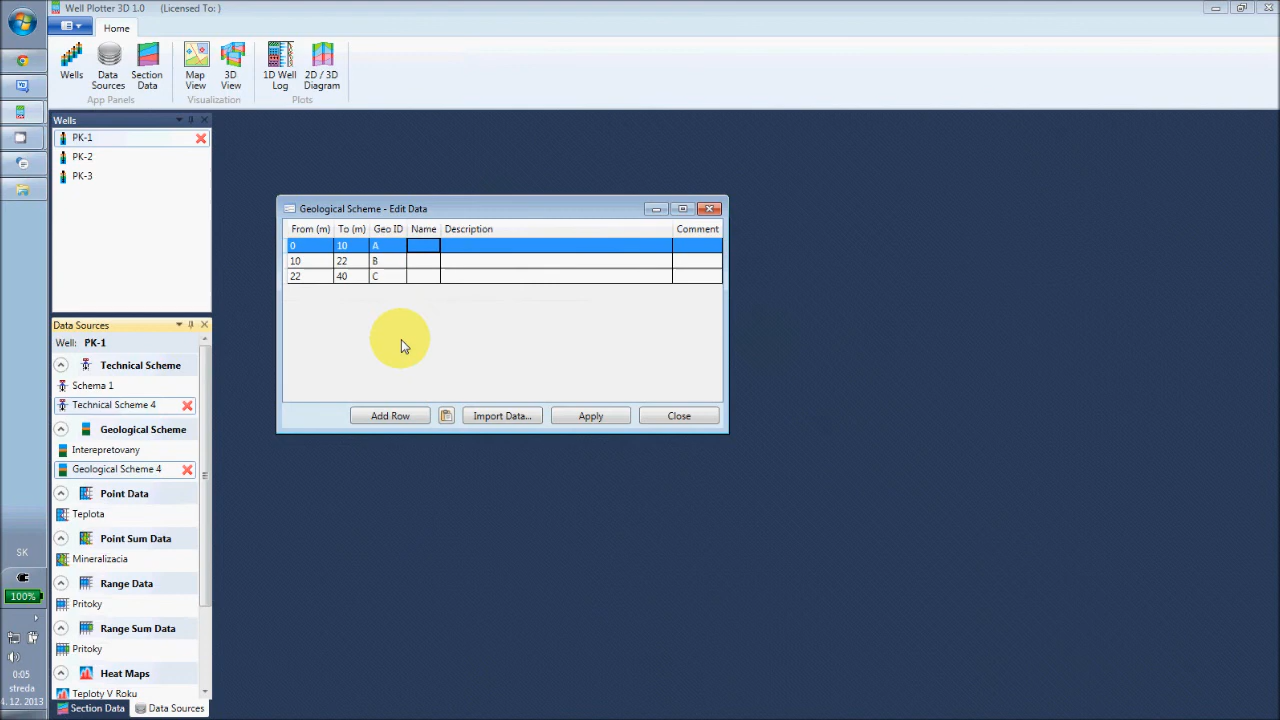 Well Plotter 3D 1.0 (Licensed To: )
Home
Wells
Data Sources
Section Data
Map View
3D View
1D Well Log
2D / 3D Diagram
App Panels
Visualization
Plots
Wells
PK-1
PK-2
PK-3
Geological Scheme - Edit Data
From (m) To (m) Geo ID Name Description Comment
0 10 A
10 22 B
22 40 C
Add Row
Import Data...
Apply
Close
Data Sources
Well: PK-1
Technical Scheme
Schema 1
Technical Scheme 4
Geological Scheme
Interepretovany
Geological Scheme 4
Point Data
Teplota
Point Sum Data
Mineralizacia
Range Data
Pritoky
Range Sum Data
Pritoky
Heat Maps
Teploty V Roku
Section Data
Data Sources
SK
100%
0:05
streda
4. 12. 2013